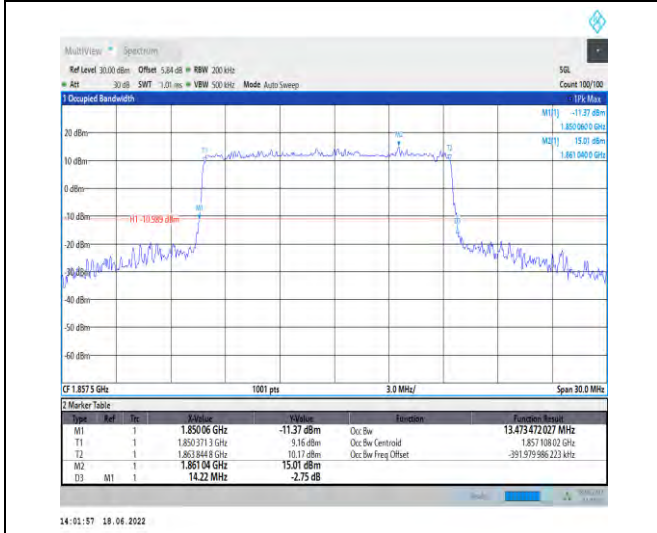 MultiView Spectrum
Ref Level 30.00 dBm Offset 5.84 dB RBW 200 kHz SGL
Att 30 dB SWT 1.01 ms VBW 500 kHz Mode Auto Sweep Count 100/100
1 Occupied Bandwidth 1Pk Max
M1(1) -11.37 dBm
1.850 060 0 GHz
M2(1) 15.01 dBm
1.861 040 0 GHz
20 dBm
M2
T1 T2
10 dBm
0 dBm
M1
-10 dBm
H1 -10.989 dBm
D3
-20 dBm
-30 dBm
-40 dBm
-50 dBm
-60 dBm
CF 1.857 5 GHz 1001 pts 3.0 MHz/ Span 30.0 MHz
2 Marker Table
Type Ref Trc X-Value Y-Value Function Function Result
M1 1 1.850 06 GHz -11.37 dBm Occ Bw 13.473 472 027 MHz
T1 1 1.850 371 3 GHz 9.16 dBm Occ Bw Centroid 1.857 108 02 GHz
T2 1 1.863 844 8 GHz 10.17 dBm Occ Bw Freq Offset -391.979 986 223 kHz
M2 1 1.861 04 GHz 15.01 dBm
D3 M1 1 14.22 MHz -2.75 dB
14:01:57 18.06.2022